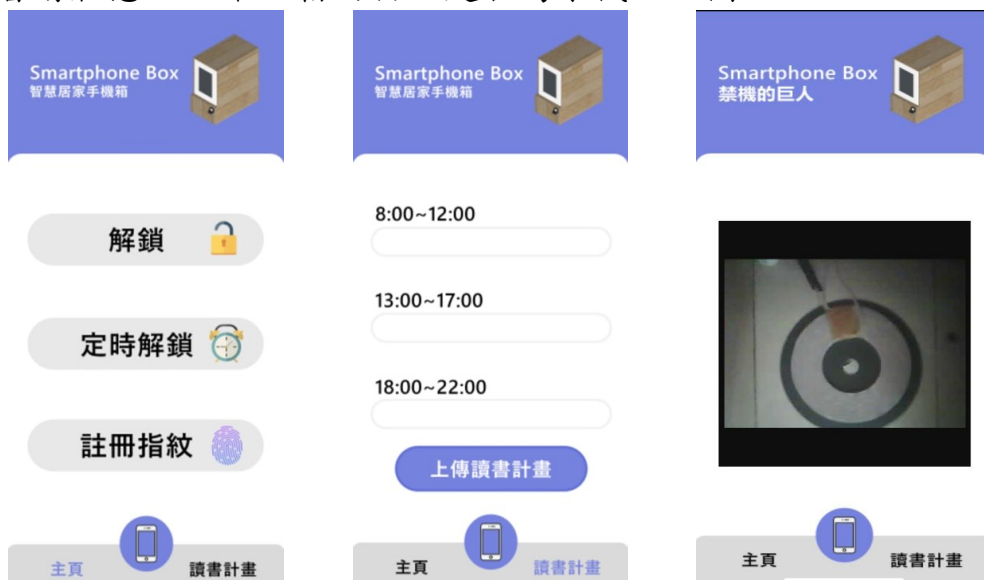 Smartphone Box
智慧居家手機箱
解鎖
定時解鎖
註冊指紋
主頁
讀書計畫
Smartphone Box
智慧居家手機箱
8:00~12:00
13:00~17:00
18:00~22:00
上傳讀書計畫
主頁
讀書計畫
Smartphone Box
禁機的巨人
主頁
讀書計畫